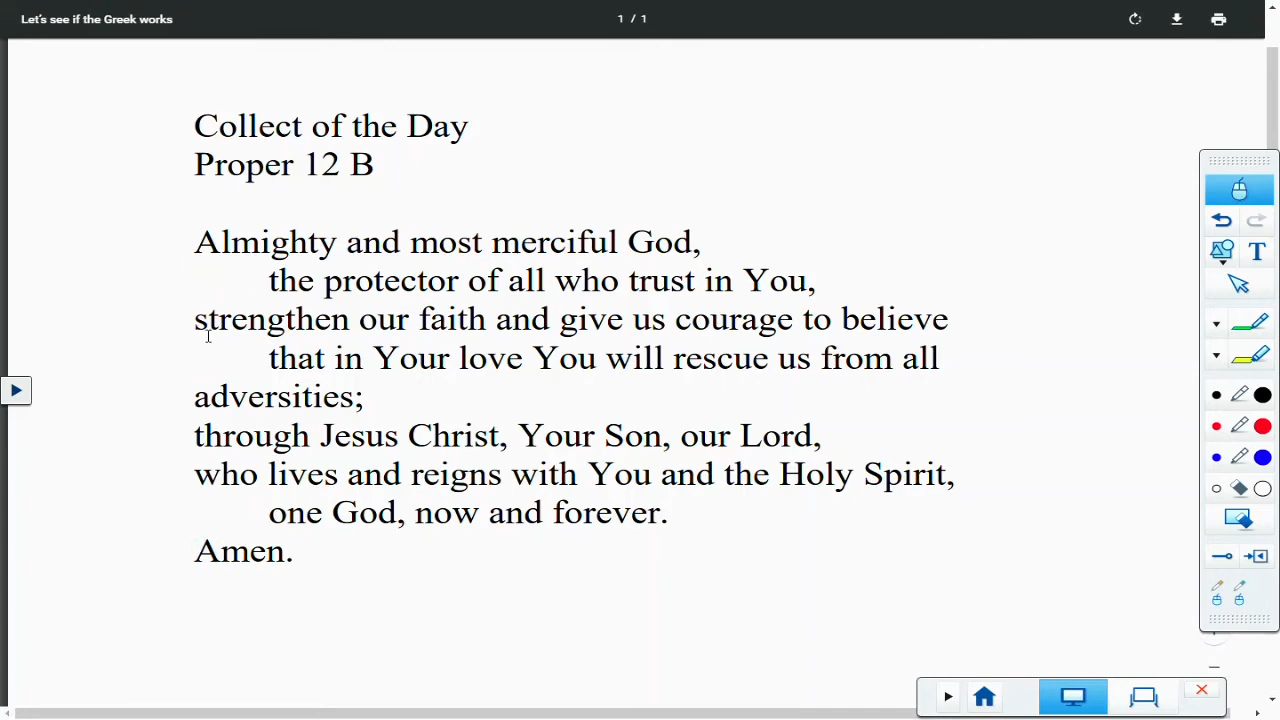 Let's see if the Greek works
1 / 1
Collect of the Day
Proper 12 B
Almighty and most merciful God,
the protector of all who trust in You,
strengthen our faith and give us courage to believe
that in Your love You will rescue us from all
adversities;
through Jesus Christ, Your Son, our Lord,
who lives and reigns with You and the Holy Spirit,
one God, now and forever.
Amen.
T